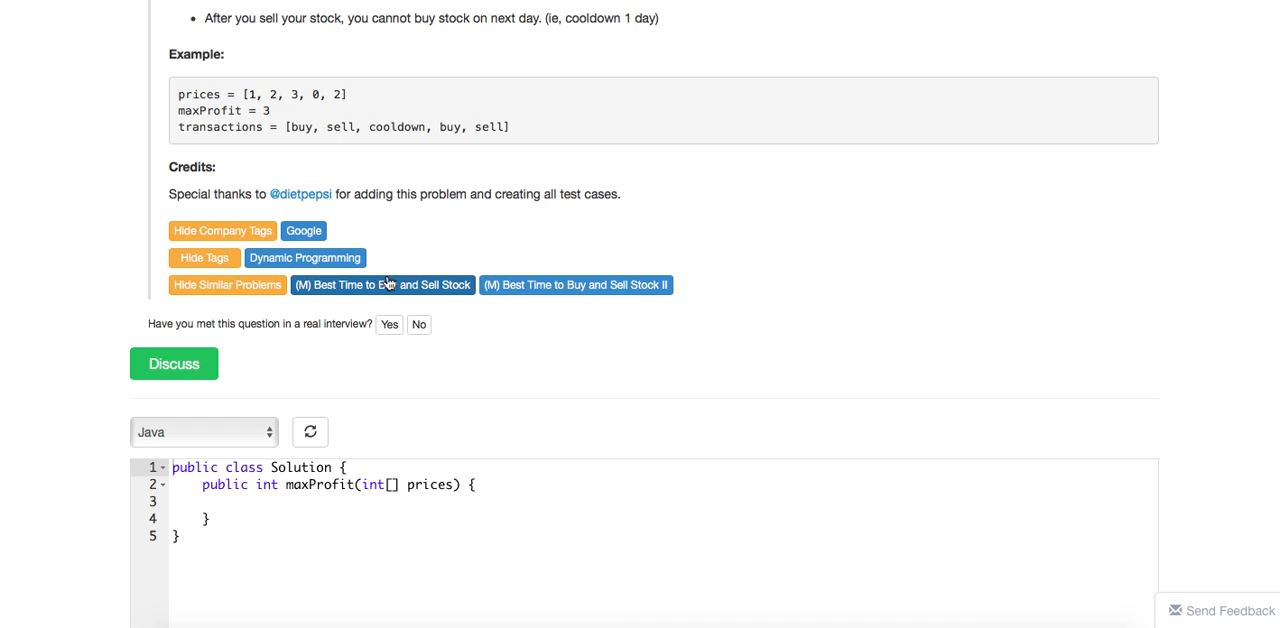 After you sell your stock, you cannot buy stock on next day. (ie, cooldown 1 day)
Example:
prices = [1, 2, 3, 0, 2]
maxProfit = 3
transactions = [buy, sell, cooldown, buy, sell]
Credits:
Special thanks to @dietpepsi for adding this problem and creating all test cases.
Hide Company Tags Google
Hide Tags Dynamic Programming
Hide Similar Problems (M) Best Time to Buy and Sell Stock (M) Best Time to Buy and Sell Stock II
Have you met this question in a real interview? Yes No
Discuss
Java
1 public class Solution {
2 public int maxProfit(int[] prices) {
3
4 }
5 }
Send Feedback